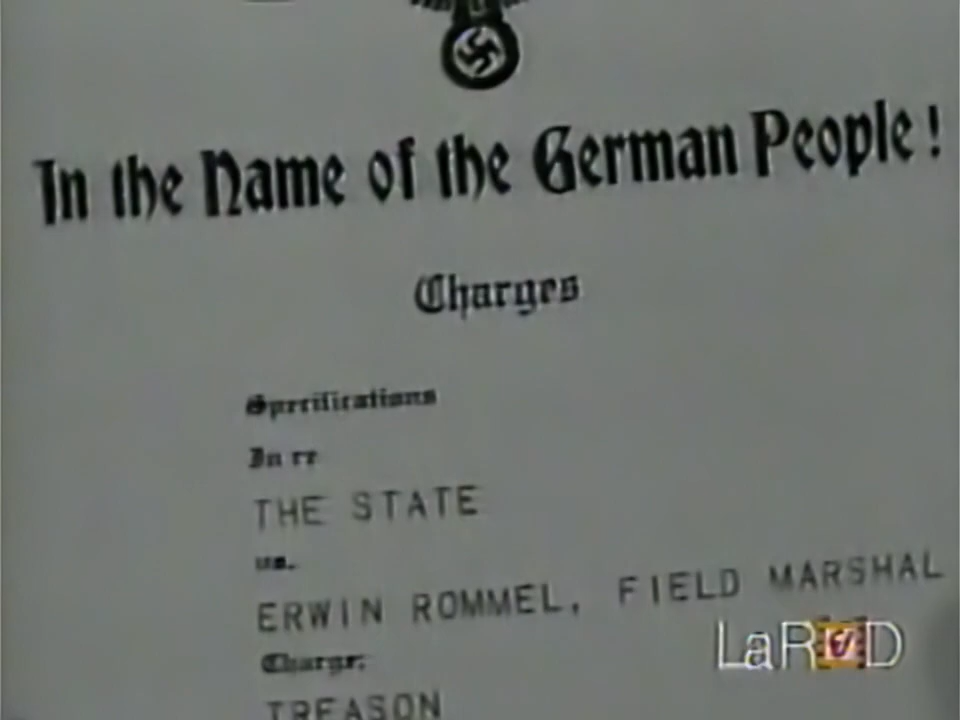 In the Name of the German People!
Charges
Specifications
In re
THE STATE
vs.
ERWIN ROMMEL, FIELD MARSHAL
Charge:
TREASON
LaRED